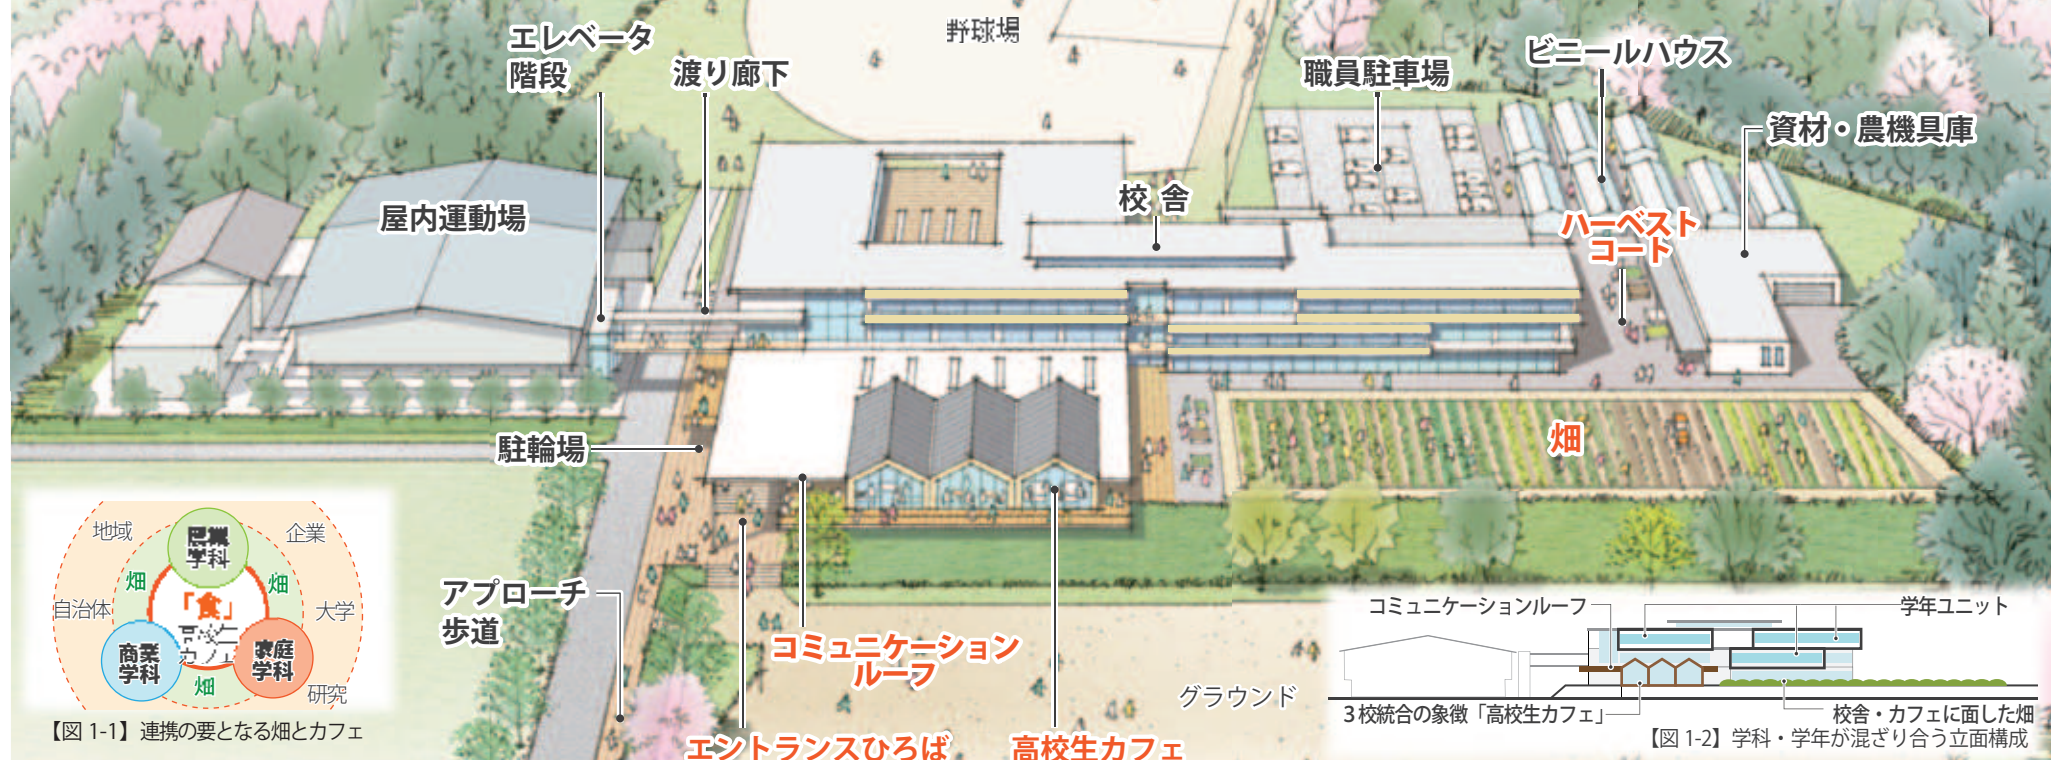 野球場
エレベータ
階段
渡り廊下
職員駐車場
ビニールハウス
資材・農機具庫
校 舎
屋内運動場
ハーベスト
コート
畑
駐輪場
アプローチ
歩道
コミュニケーション
ルーフ
エントランスひろば
高校生カフェ
グラウンド
地域
企業
学科
畑
畑
自治体
大学
「食」
高校生
カフェ
商業
学科
家庭
学科
畑
研究
【図 1-1】連携の要となる畑とカフェ
コミュニケーションルーフ
学年ユニット
3校統合の象徴「高校生カフェ」
校舎・カフェに面した畑
【図 1-2】学科・学年が混ざり合う立面構成